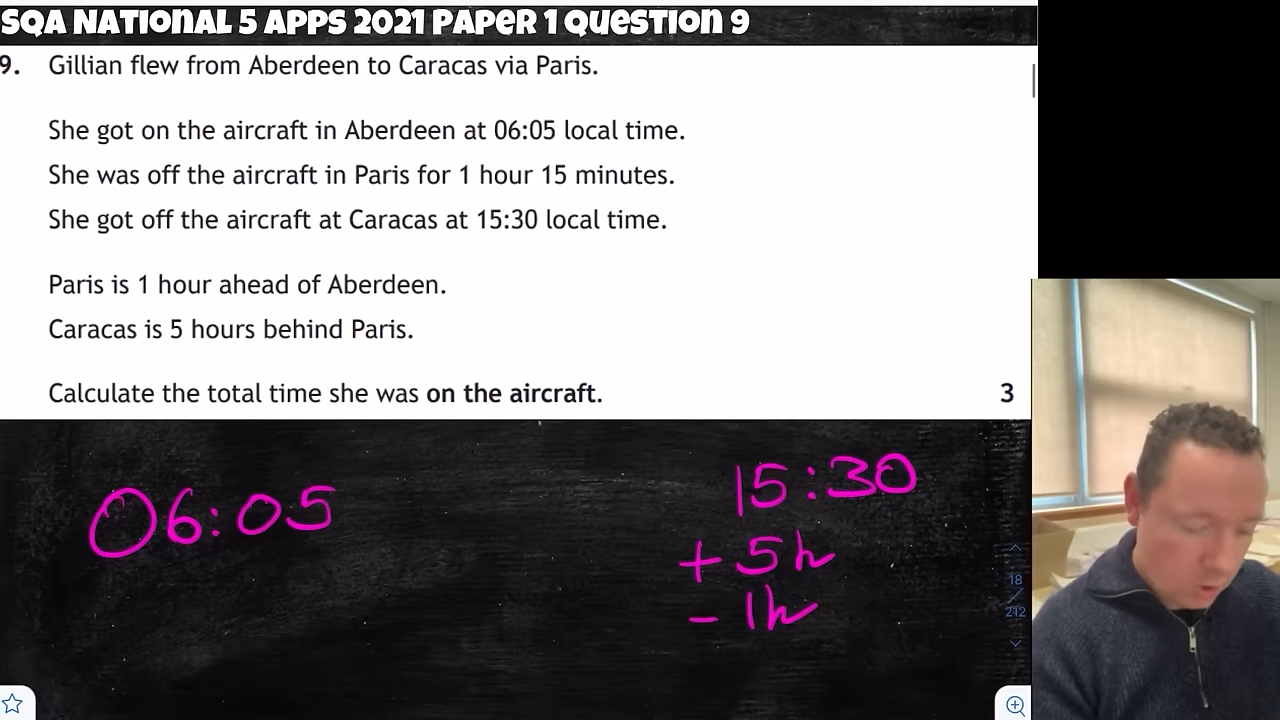 SQA National 5 Apps 2021 Paper 1 Question 9
9. Gillian flew from Aberdeen to Caracas via Paris.
She got on the aircraft in Aberdeen at 06:05 local time.
She was off the aircraft in Paris for 1 hour 15 minutes.
She got off the aircraft at Caracas at 15:30 local time.
Paris is 1 hour ahead of Aberdeen.
Caracas is 5 hours behind Paris.
Calculate the total time she was on the aircraft. 3
06:05
15:30
+ 5h
- 1h
18
212